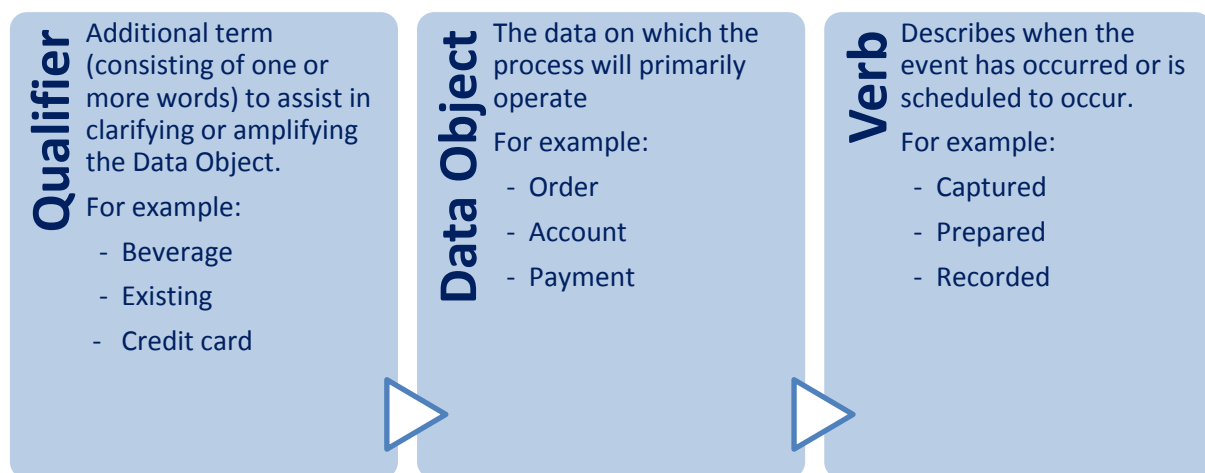 Qualifier
Additional term
(consisting of one or
more words) to assist in
clarifying or amplifying
the Data Object.
For example:
- Beverage
- Existing
- Credit card
Data Object
The data on which the
process will primarily
operate
For example:
- Order
- Account
- Payment
Verb
Describes when the
event has occurred or is
scheduled to occur.
For example:
- Captured
- Prepared
- Recorded